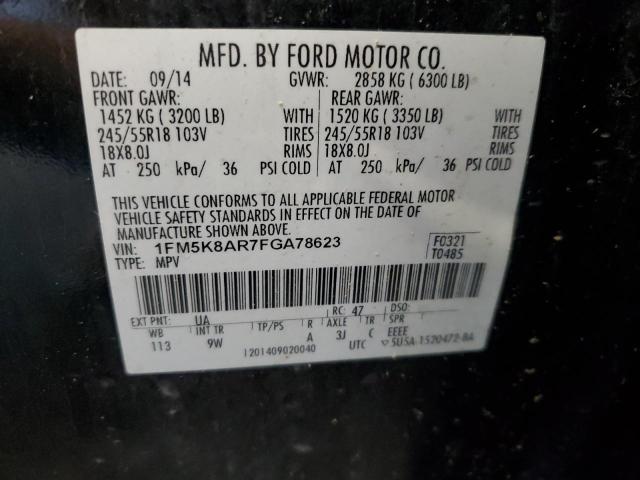 MFD. BY FORD MOTOR CO.
DATE: 09/14 GVWR: 2858 KG ( 6300 LB)
FRONT GAWR: REAR GAWR:
1452 KG ( 3200 LB) WITH 1520 KG ( 3350 LB) WITH
245/55R18 103V TIRES 245/55R18 103V TIRES
18X8.0J RIMS 18X8.0J RIMS
AT 250 kPa/ 36 PSI COLD AT 250 kPa/ 36 PSI COLD
THIS VEHICLE CONFORMS TO ALL APPLICABLE FEDERAL MOTOR
VEHICLE SAFETY STANDARDS IN EFFECT ON THE DATE OF
MANUFACTURE SHOWN ABOVE.
VIN: 1FM5K8AR7FGA78623 F0321
TYPE: MPV T0485
EXT PNT: UA RC: 47 DSO:
WB INT TR TP/PS R AXLE TR SPR
113 9W A 3J C EEEE
1201409020040 UTC ▽5U5A-1520472-BA